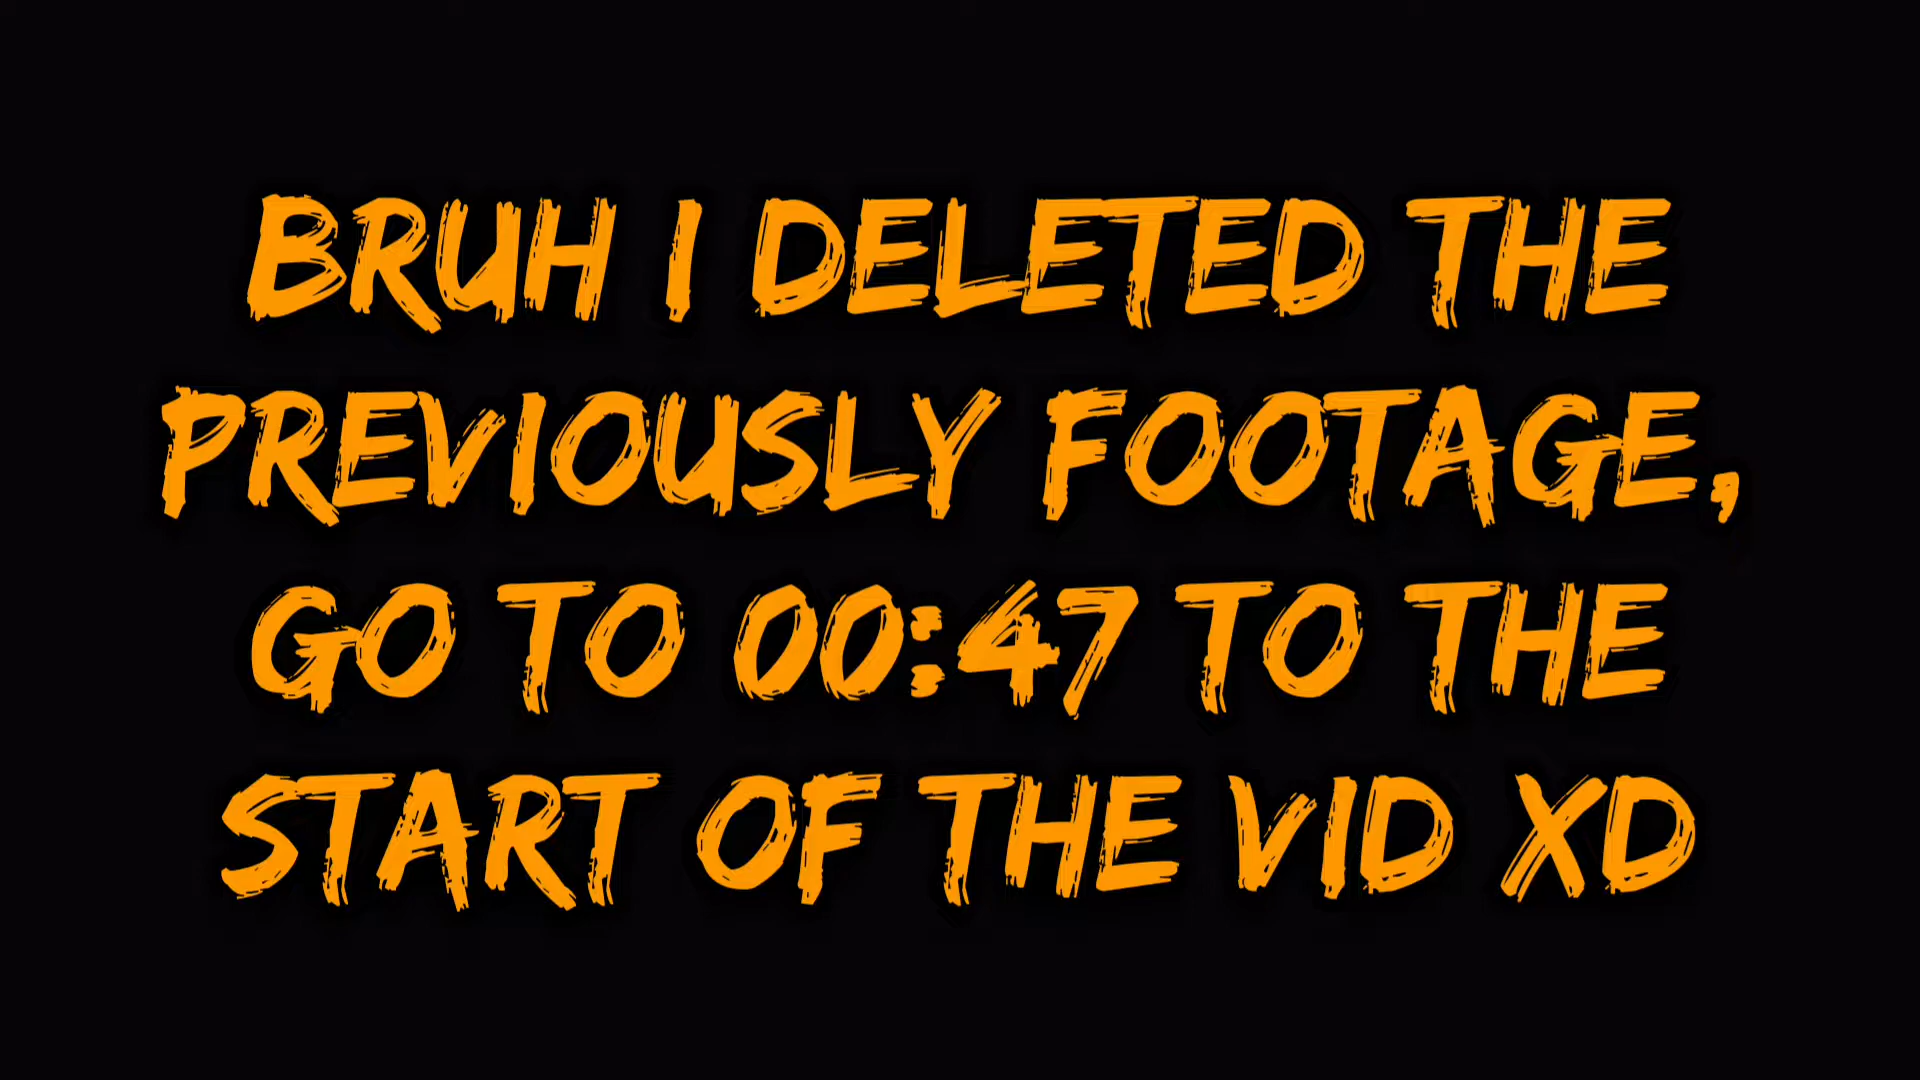 BRUH I DELETED THE
PREVIOUSLY FOOTAGE,
GO TO 00:47 TO THE
START OF THE VID XD